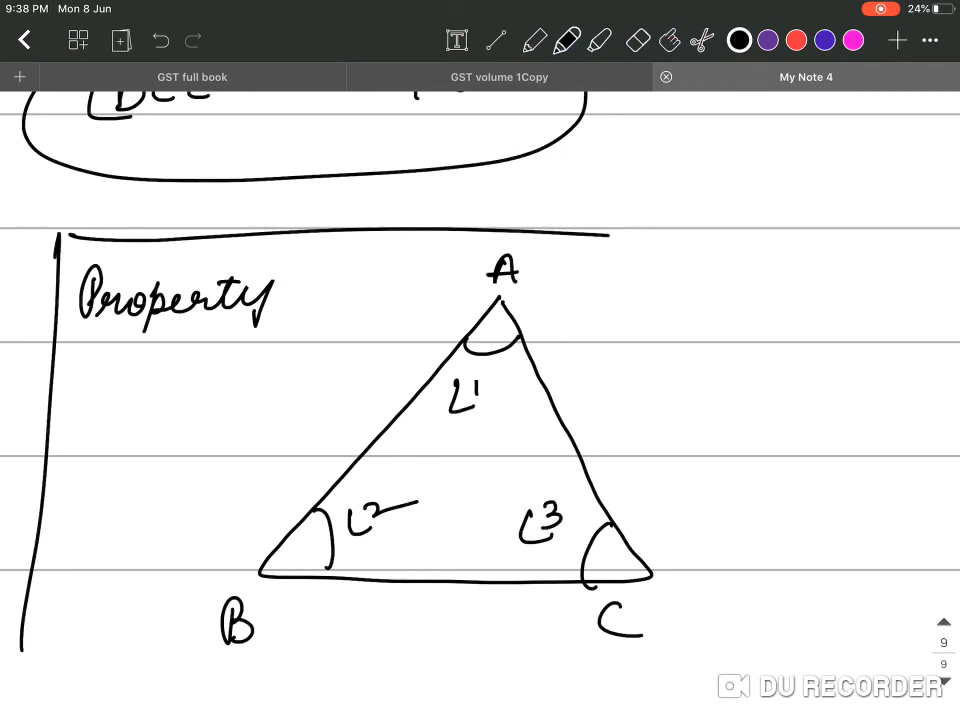 9:38 PM Mon 8 Jun
24%
GST full book
GST volume 1Copy
My Note 4
Property
A
∠1
∠2
∠3
B
C
9
9
DU RECORDER